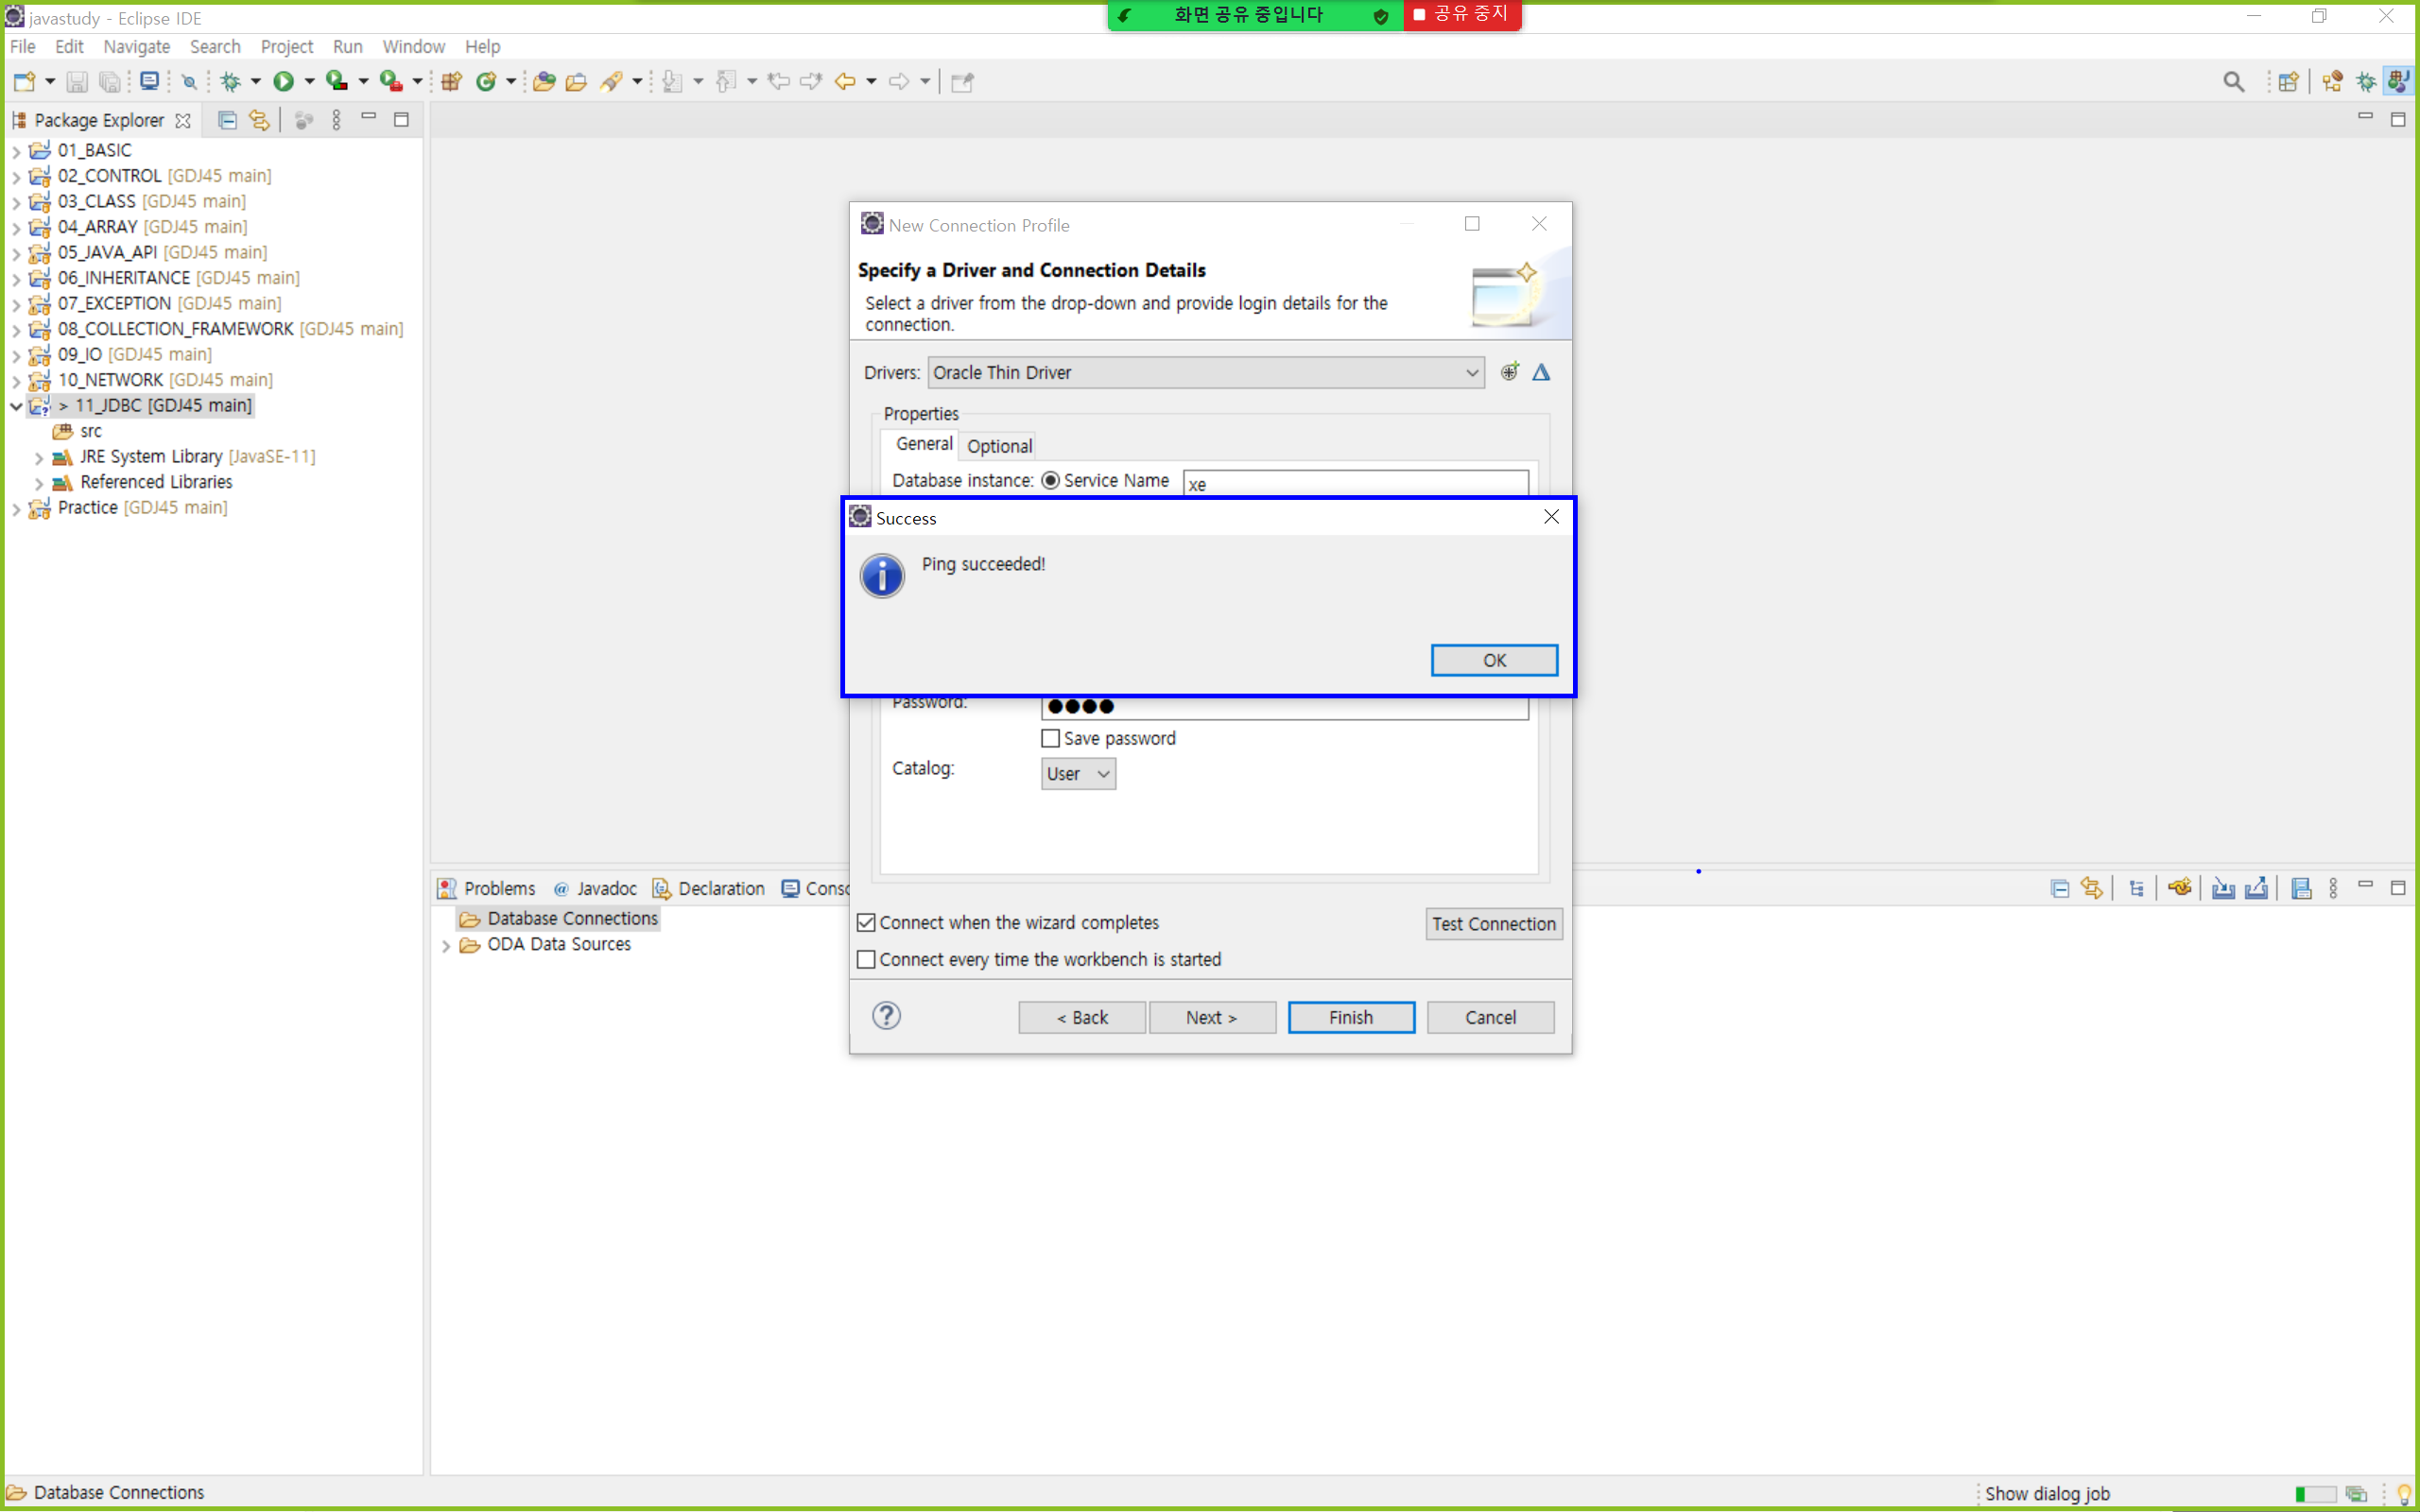 javastudy - Eclipse IDE
화면 공유 중입니다
공유 중지
File Edit Navigate Search Project Run Window Help
Package Explorer
01_BASIC
02_CONTROL [GDJ45 main]
03_CLASS [GDJ45 main]
04_ARRAY [GDJ45 main]
05_JAVA_API [GDJ45 main]
06_INHERITANCE [GDJ45 main]
07_EXCEPTION [GDJ45 main]
08_COLLECTION_FRAMEWORK [GDJ45 main]
09_IO [GDJ45 main]
10_NETWORK [GDJ45 main]
> 11_JDBC [GDJ45 main]
src
JRE System Library [JavaSE-11]
Referenced Libraries
Practice [GDJ45 main]
New Connection Profile
Specify a Driver and Connection Details
Select a driver from the drop-down and provide login details for the
connection.
Drivers: Oracle Thin Driver
Properties
General Optional
Database instance: Service Name xe
Success
Ping succeeded!
OK
Password: ●●●●
Save password
Catalog: User
Connect when the wizard completes
Test Connection
Connect every time the workbench is started
< Back Next > Finish Cancel
Problems @ Javadoc Declaration Conso
Database Connections
ODA Data Sources
Database Connections
Show dialog job